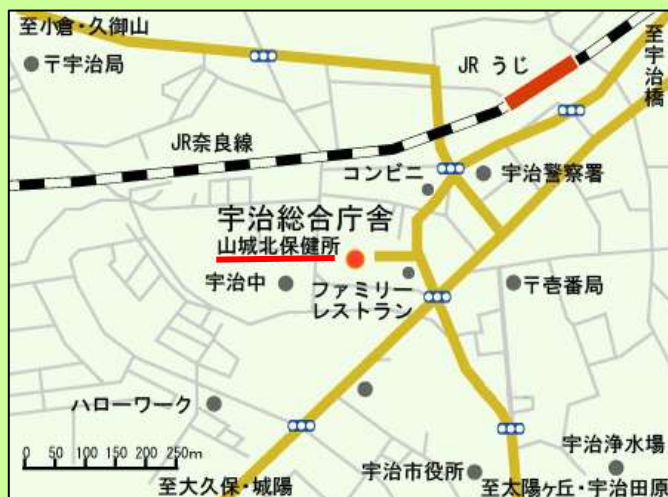 至小倉・久御山
〒宇治局
JR うじ
至宇治橋
JR奈良線
コンビニ
宇治警察署
宇治総合庁舎
山城北保健所
宇治中
ファミリー
レストラン
〒壱番局
ハローワーク
0 50 100 150 200 250m
宇治浄水場
宇治市役所
至大久保・城陽
至太陽ヶ丘・宇治田原